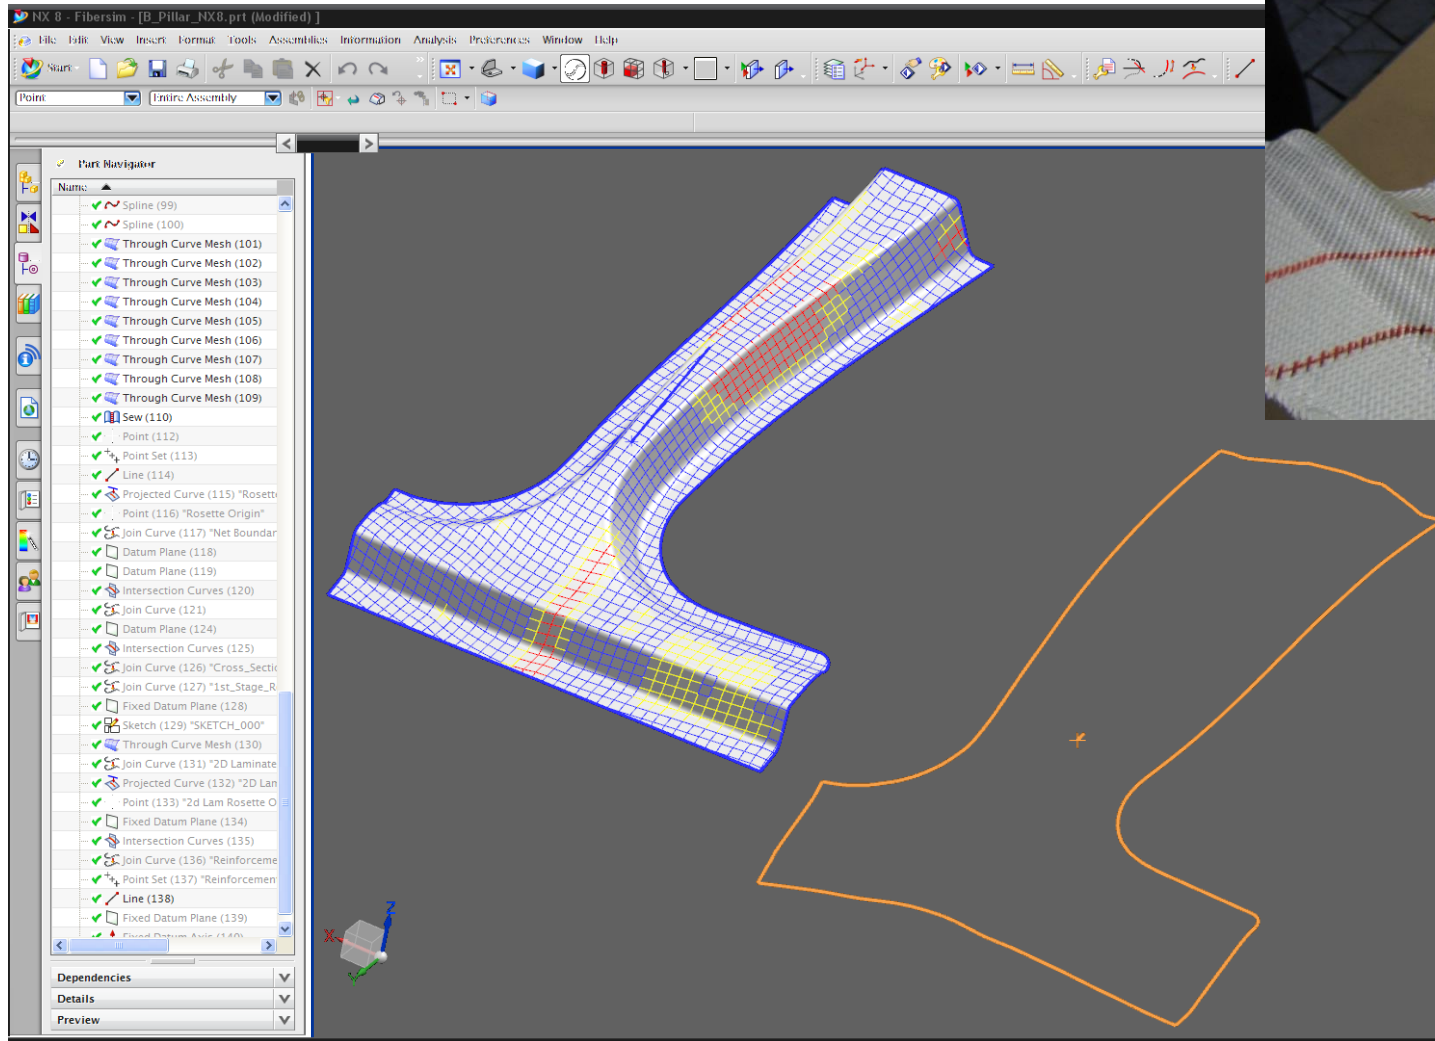 NX 8 - Fibersim - [B_Pillar_NX8.prt (Modified) ]
File Edit View Insert Format Tools Assemblies Information Analysis Preferences Window Help
Start
Point Entire Assembly
Part Navigator
Name
Spline (99)
Spline (100)
Through Curve Mesh (101)
Through Curve Mesh (102)
Through Curve Mesh (103)
Through Curve Mesh (104)
Through Curve Mesh (105)
Through Curve Mesh (106)
Through Curve Mesh (107)
Through Curve Mesh (108)
Through Curve Mesh (109)
Sew (110)
Point (112)
Point Set (113)
Line (114)
Projected Curve (115) "Rosett
Point (116) "Rosette Origin"
Join Curve (117) "Net Boundar
Datum Plane (118)
Datum Plane (119)
Intersection Curves (120)
Join Curve (121)
Datum Plane (124)
Intersection Curves (125)
Join Curve (126) "Cross_Sectio
Join Curve (127) "1st_Stage_R
Fixed Datum Plane (128)
Sketch (129) "SKETCH_000"
Through Curve Mesh (130)
Join Curve (131) "2D Laminate
Projected Curve (132) "2D Lam
Point (133) "2d Lam Rosette O
Fixed Datum Plane (134)
Intersection Curves (135)
Join Curve (136) "Reinforceme
Point Set (137) "Reinforcemen
Line (138)
Fixed Datum Plane (139)
Fixed Datum Axis (140)
Dependencies
Details
Preview
Z
X
Y